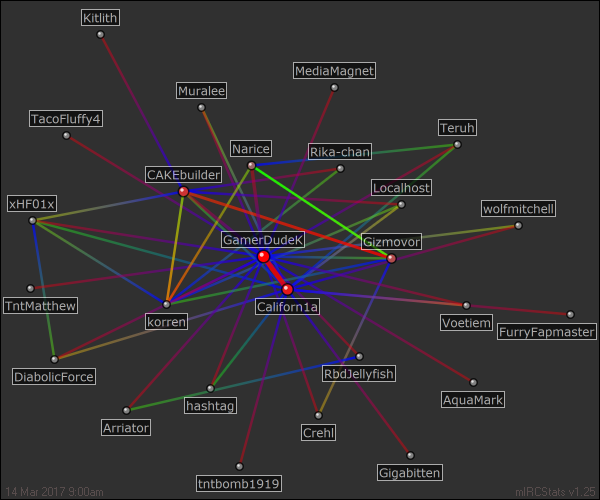 Kitlith
MediaMagnet
Muralee
TacoFluffy4
Teruh
Narice
Rika-chan
CAKEbuilder
Localhost
xHF01x
wolfmitchell
GamerDudeK
Gizmovor
TntMatthew
Californ1a
korren
Voetiem
FurryFapmaster
RbdJellyfish
DiabolicForce
AquaMark
hashtag
Arriator
Crehl
Gigabitten
tntbomb1919
14 Mar 2017 9:00am
mIRCStats v1.25